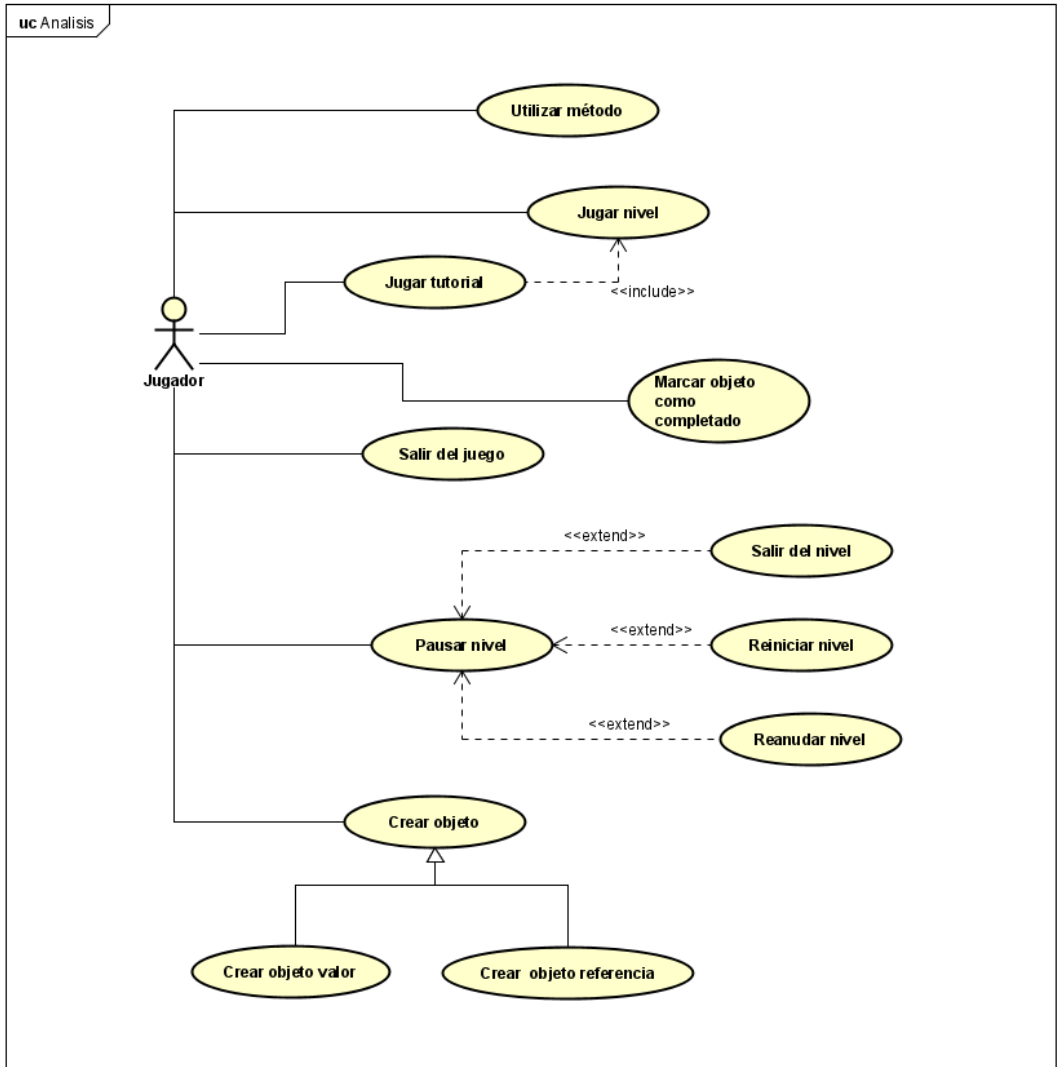 uc Analisis
Utilizar método
Jugar nivel
Jugar tutorial
<<include>>
Jugador
Marcar objeto
como
completado
Salir del juego
<<extend>>
Salir del nivel
Pausar nivel
<<extend>>
Reiniciar nivel
<<extend>>
Reanudar nivel
Crear objeto
Crear objeto valor
Crear objeto referencia